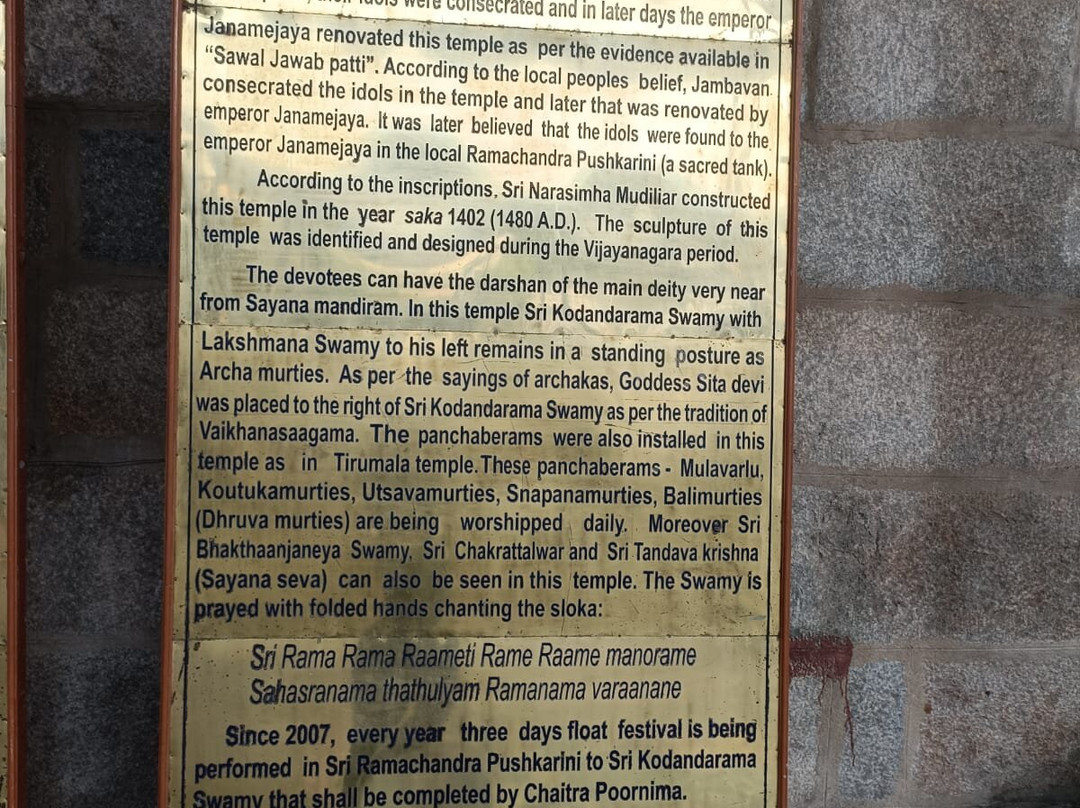 their idols were consecrated and in later days the emperor
Janamejaya renovated this temple as per the evidence available in
“Sawal Jawab patti”. According to the local peoples belief, Jambavan
consecrated the idols in the temple and later that was renovated by
emperor Janamejaya. It was later believed that the idols were found to the
emperor Janamejaya in the local Ramachandra Pushkarini (a sacred tank).
According to the inscriptions, Sri Narasimha Mudiliar constructed
this temple in the year saka 1402 (1480 A.D.). The sculpture of this
temple was identified and designed during the Vijayanagara period.
The devotees can have the darshan of the main deity very near
from Sayana mandiram. In this temple Sri Kodandarama Swamy with
Lakshmana Swamy to his left remains in a standing posture as
Archa murties. As per the sayings of archakas, Goddess Sita devi
was placed to the right of Sri Kodandarama Swamy as per the tradition of
Vaikhanasaagama. The panchaberams were also installed in this
temple as in Tirumala temple. These panchaberams - Mulavarlu,
Koutukamurties, Utsavamurties, Snapanamurties, Balimurties
(Dhruva murties) are being worshipped daily. Moreover Sri
Bhakthaanjaneya Swamy, Sri Chakrattalwar and Sri Tandava krishna
(Sayana seva) can also be seen in this temple. The Swamy is
prayed with folded hands chanting the sloka:
Sri Rama Rama Raameti Rame Raame manorame
Sahasranama thathulyam Ramanama varaanane
Since 2007, every year three days float festival is being
performed in Sri Ramachandra Pushkarini to Sri Kodandarama
Swamy that shall be completed by Chaitra Poornima.